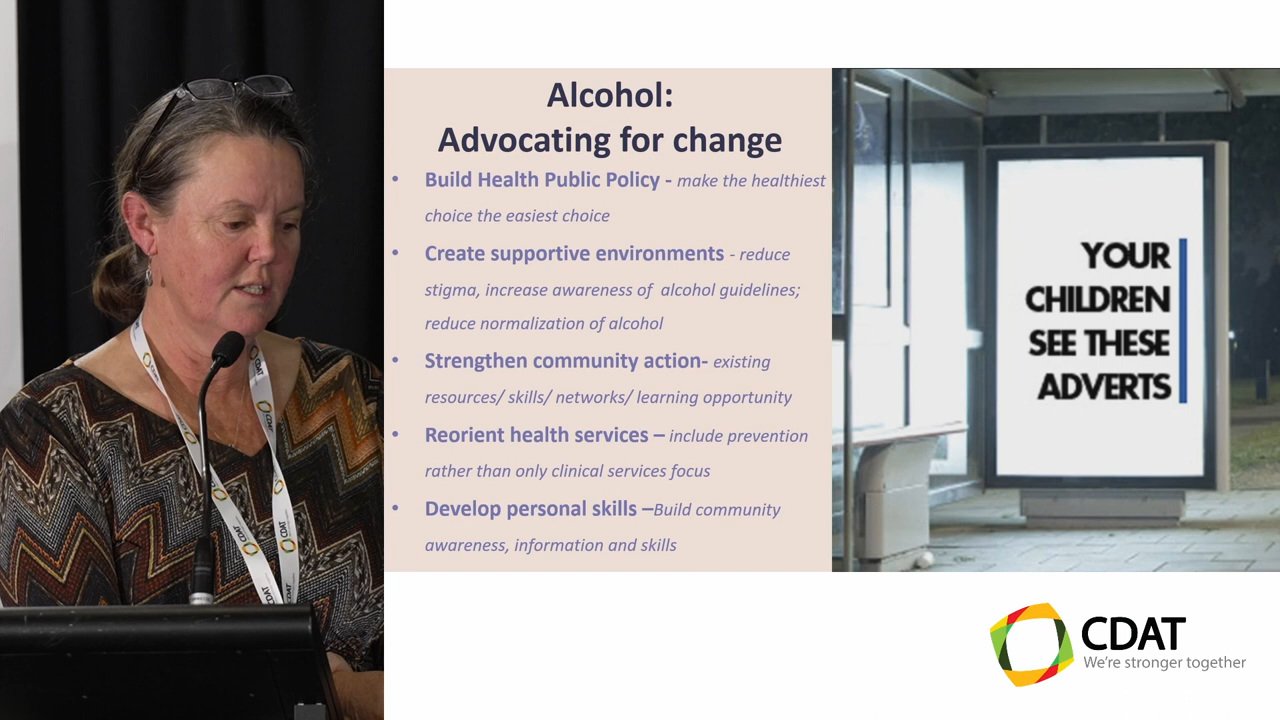 Alcohol:
Advocating for change
• Build Health Public Policy - make the healthiest
choice the easiest choice
• Create supportive environments - reduce
stigma, increase awareness of alcohol guidelines;
reduce normalization of alcohol
• Strengthen community action- existing
resources/ skills/ networks/ learning opportunity
• Reorient health services – include prevention
rather than only clinical services focus
• Develop personal skills –Build community
awareness, information and skills
YOUR
CHILDREN
SEE THESE
ADVERTS
CDAT
We're stronger together
CDAT
CDAT
CDAT